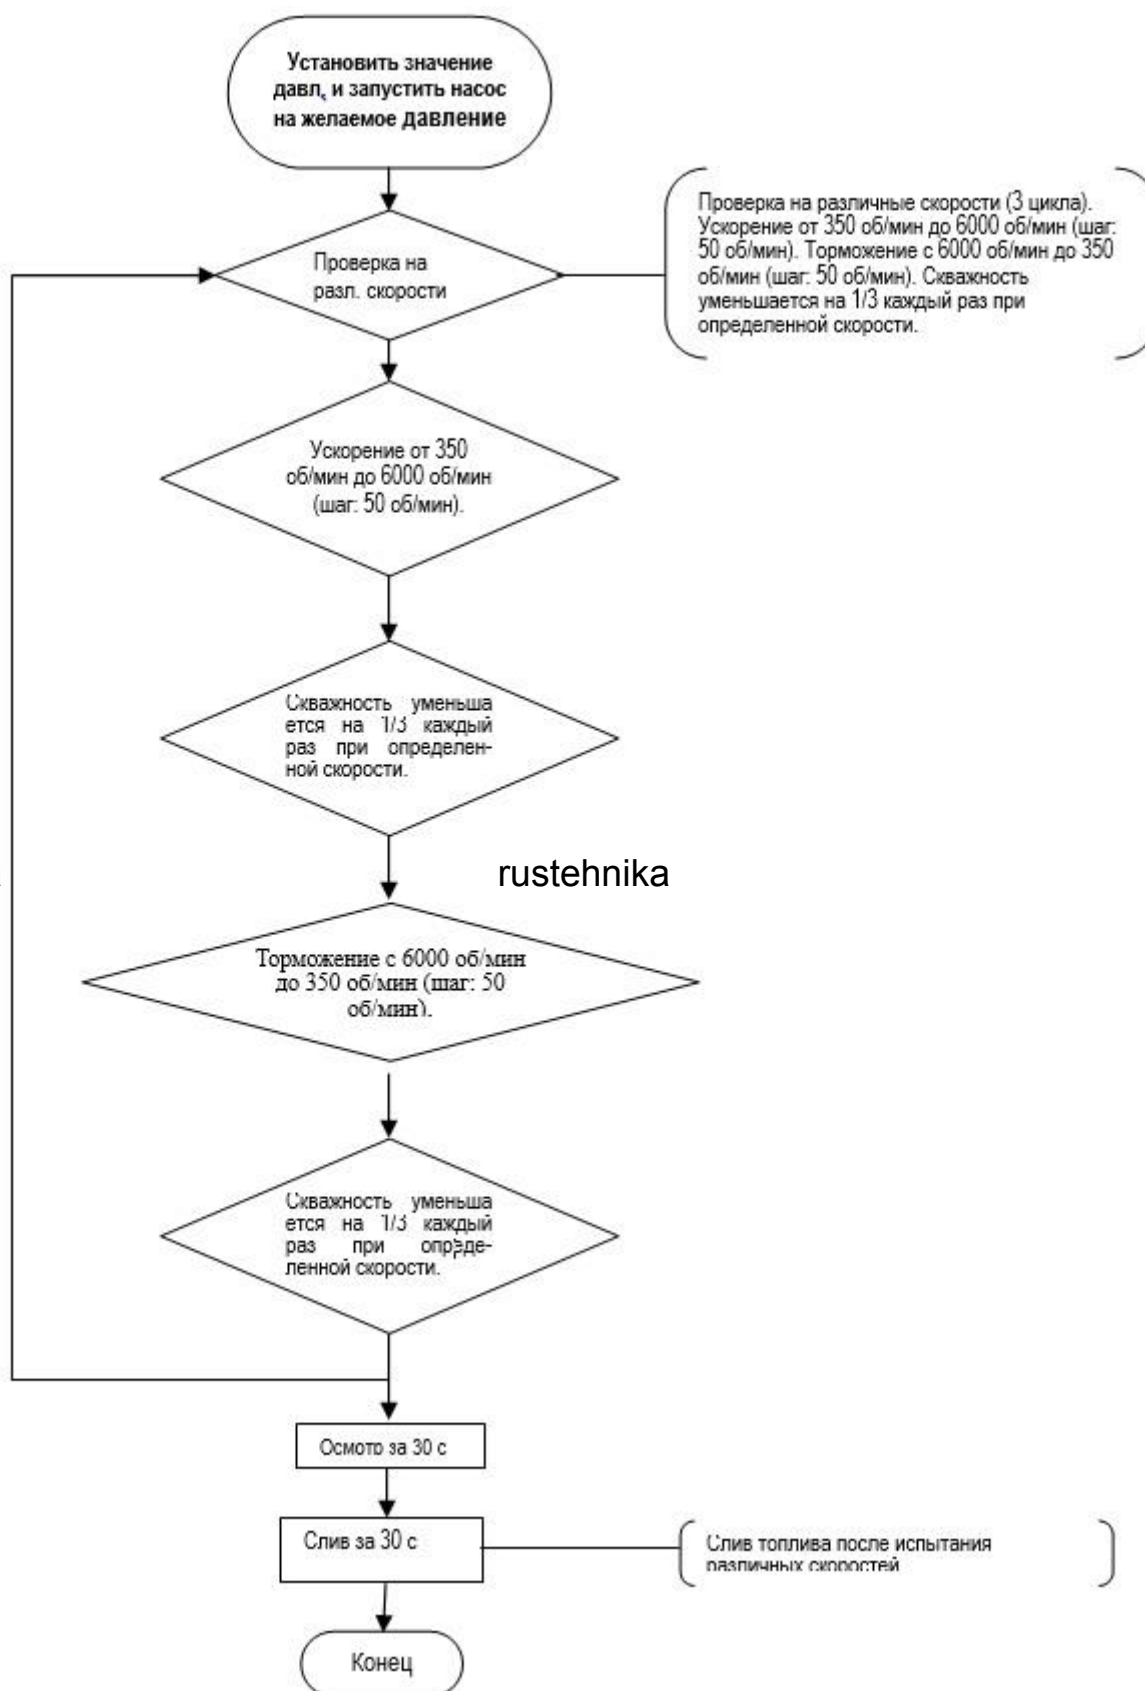 Установить значение
давл, и запустить насос
на желаемое давление
Проверка на различные скорости (3 цикла).
Ускорение от 350 об/мин до 6000 об/мин (шаг:
50 об/мин). Торможение с 6000 об/мин до 350
об/мин (шаг: 50 об/мин). Скважность
уменьшается на 1/3 каждый раз при
определенной скорости.
Проверка на
разл. скорости
Ускорение от 350
об/мин до 6000 об/мин
(шаг: 50 об/мин).
Скважность уменьша
ется на 1/3 каждый
раз при определен-
ной скорости.
rustehnika
Торможение с 6000 об/мин
до 350 об/мин (шаг: 50
об/мин).
Скважность уменьша
ется на 1/3 каждый
раз при опреде-
ленной скорости.
Осмотр за 30 с
Слив за 30 с
Слив топлива после испытания
различных скоростей
Конец